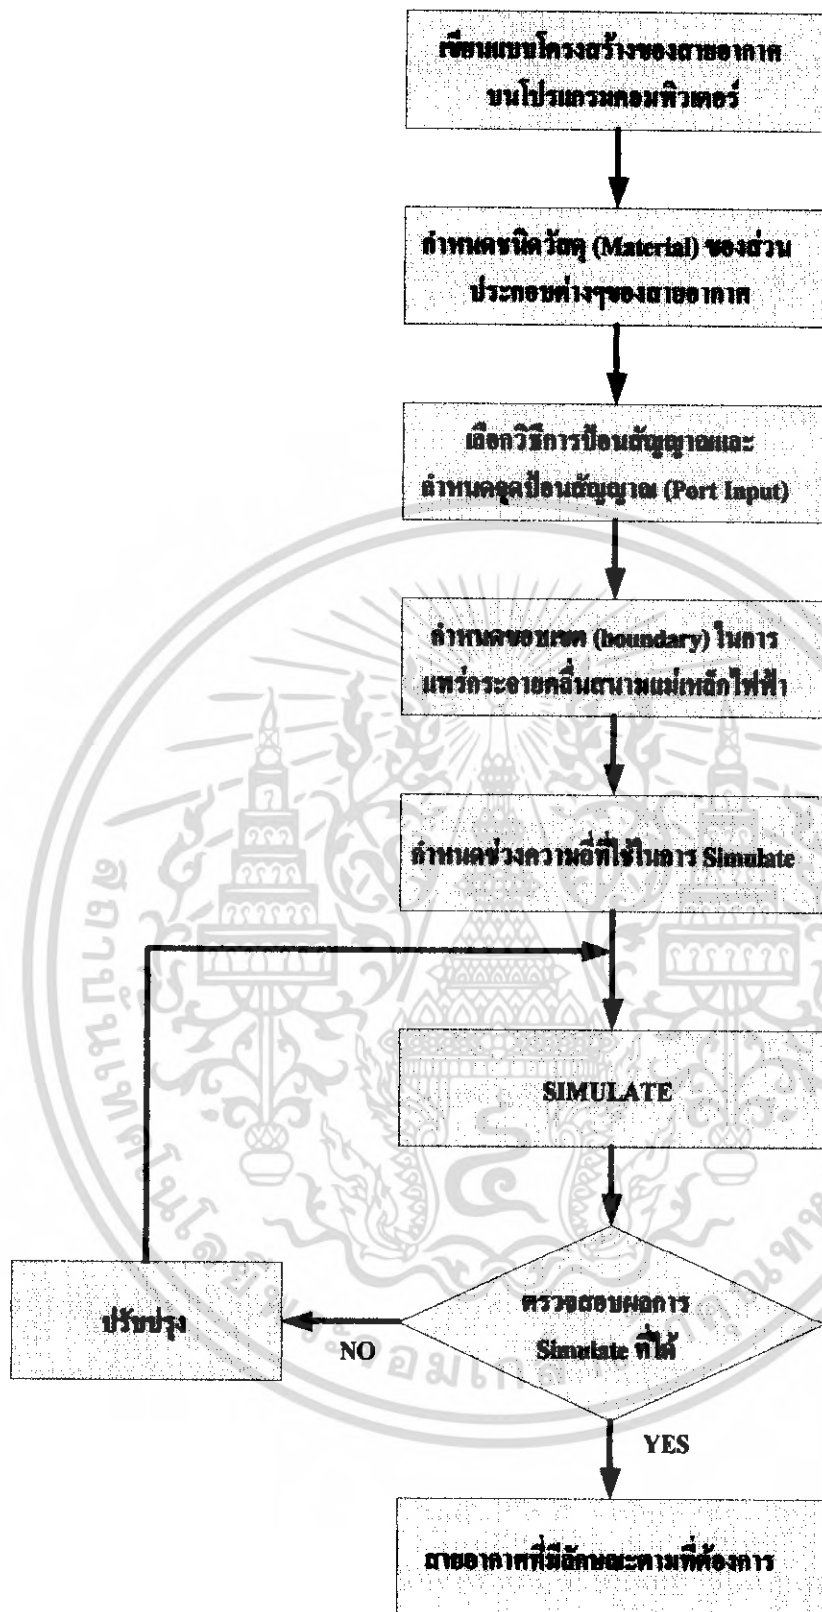 เขียนแบบโครงสร้างของสายอากาศ
บนโปรแกรมคอมพิวเตอร์
กำหนดชนิดวัสดุ (Material) ของส่วน
ประกอบต่างๆของสายอากาศ
เลือกวิธีการป้อนสัญญาณและ
กำหนดจุดป้อนสัญญาณ (Port Input)
กำหนดขอบเขต (boundary) ในการ
แพร่กระจายคลื่นสนามแม่เหล็กไฟฟ้า
กำหนดช่วงความถี่ที่ใช้ในการ Simulate
SIMULATE
ตรวจสอบผลการ
Simulate ที่ได้
ปรับปรุง
NO
YES
สายอากาศที่มีลักษณะตามที่ต้องการ